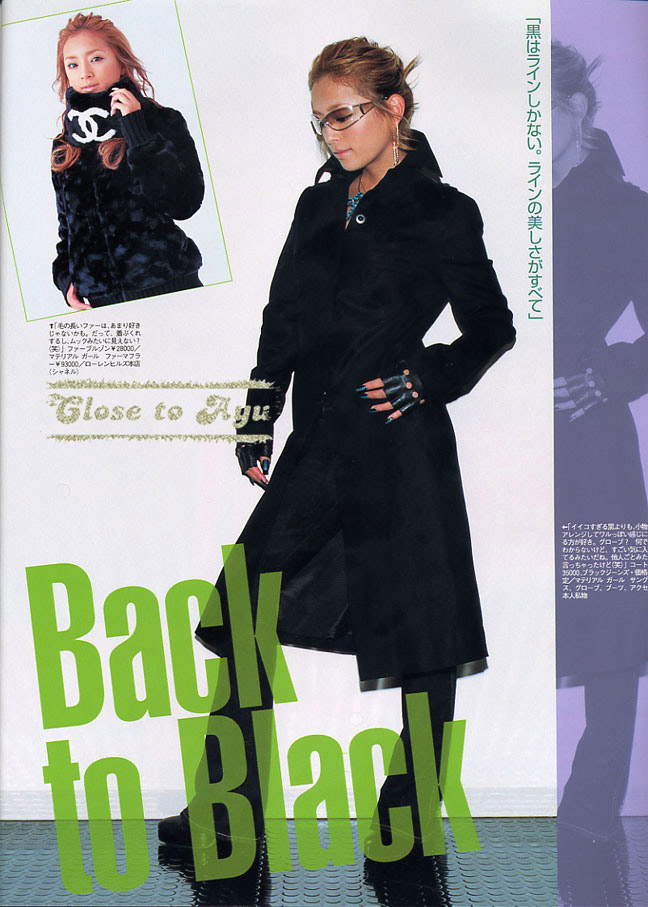 「黒はラインしかない。ラインの美しさがすべて」
⬆「毛の長いファーは、あまり好き
じゃないかも。だって、着ぶくれ
するし、ムックみたいに見えない?
(笑)」ファーブルゾン¥28000/
マテリアル ガール ファーマフラ
ー¥93000/ローレンヒルズ本店
(シャネル)
Close to Ayu
⬅「イイコすぎる黒よりも、小物
アレンジしてワルっぽい感じに
る方が好き。グローブ? 何で
わからないけど、すごい気に入
てるみたいだね。他人ごとみた
言っちゃったけど(笑)」コート
35000、ブラックジーンズ・価格
定/マテリアル ガール サング
ス、グローブ、ブーツ、アクセ
本人私物
Back
to Black